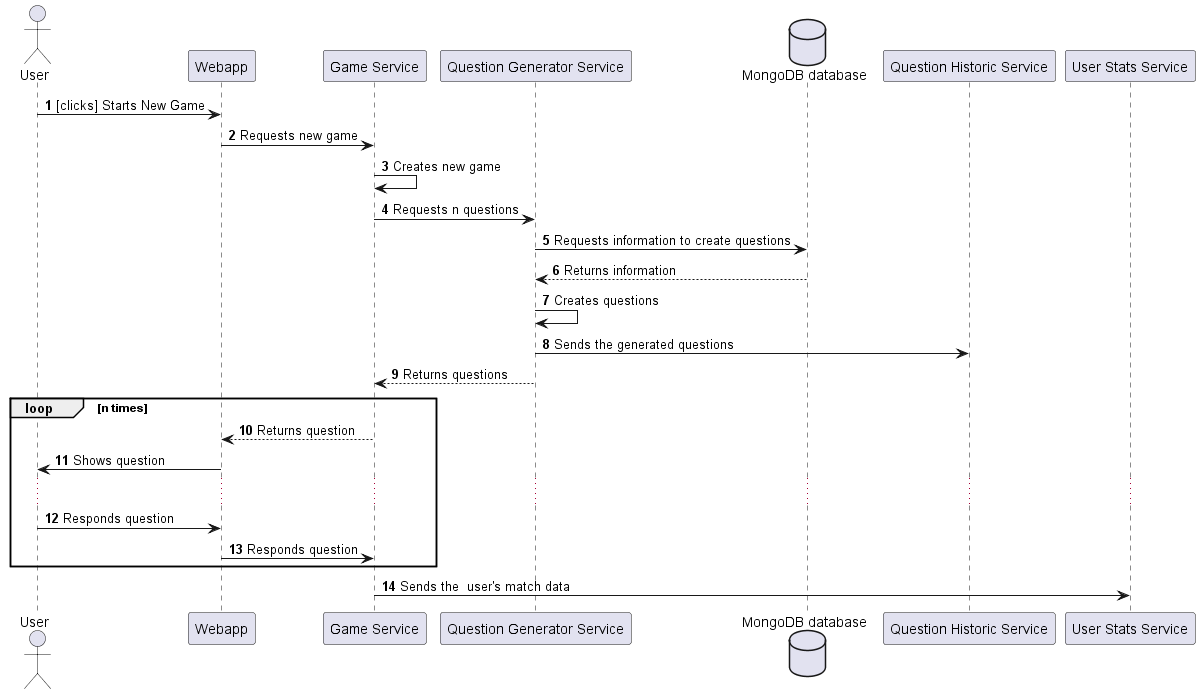 User
Webapp
Game Service
Question Generator Service
MongoDB database
Question Historic Service
User Stats Service
1 [clicks] Starts New Game
2 Requests new game
3 Creates new game
4 Requests n questions
5 Requests information to create questions
6 Returns information
7 Creates questions
8 Sends the generated questions
9 Returns questions
loop [n times]
10 Returns question
11 Shows question
12 Responds question
13 Responds question
14 Sends the  user's match data
User
Webapp
Game Service
Question Generator Service
MongoDB database
Question Historic Service
User Stats Service